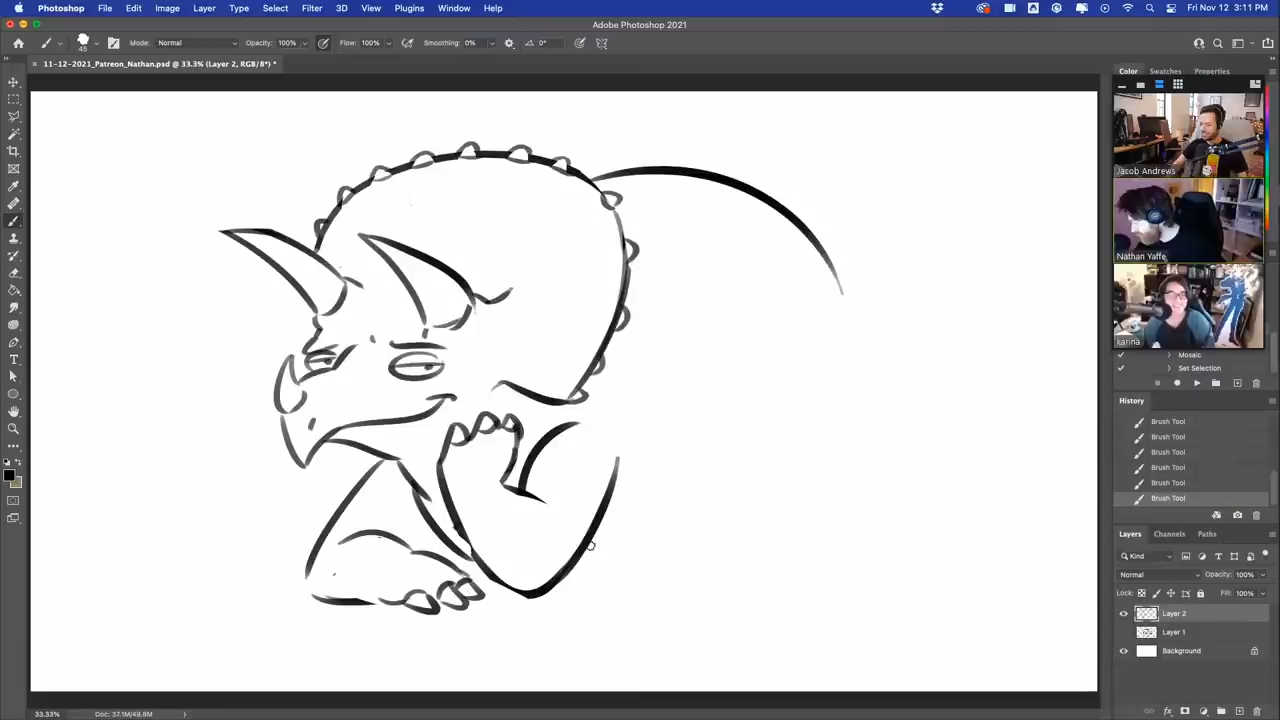 Photoshop File Edit Image Layer Type Select Filter 3D View Plugins Window Help Fri Nov 12 3:11 PM
Adobe Photoshop 2021
45 Mode: Normal Opacity: 100% Flow: 100% Smoothing: 0% 0°
11-12-2021_Patreon_Nathan.psd @ 33.3% (Layer 2, RGB/8*) *
Color Swatches Properties
Jacob Andrews
Nathan Yaffe
karina
Mosaic
Set Selection
History
Brush Tool
Brush Tool
Brush Tool
Brush Tool
Brush Tool
Brush Tool
Layers Channels Paths
Kind
Normal Opacity: 100%
Lock: Fill: 100%
Layer 2
Layer 1
Background
33.33% Doc: 37.1M/49.8M